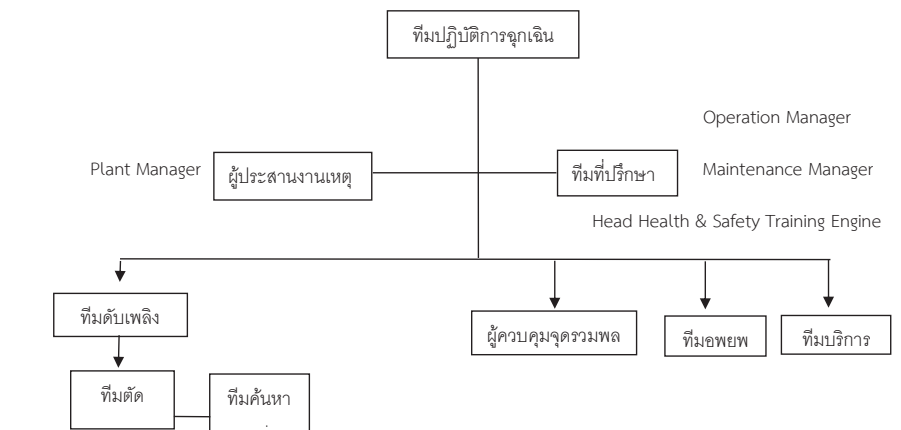 ทีมปฏิบัติการฉุกเฉิน
Operation Manager
Plant Manager
ผู้ประสานงานเหตุ
ทีมที่ปรึกษา
Maintenance Manager
Head Health & Safety Training Engine
ทีมดับเพลิง
ผู้ควบคุมจุดรวมพล
ทีมอพยพ
ทีมบริการ
ทีมตัด
ทีมค้นหา